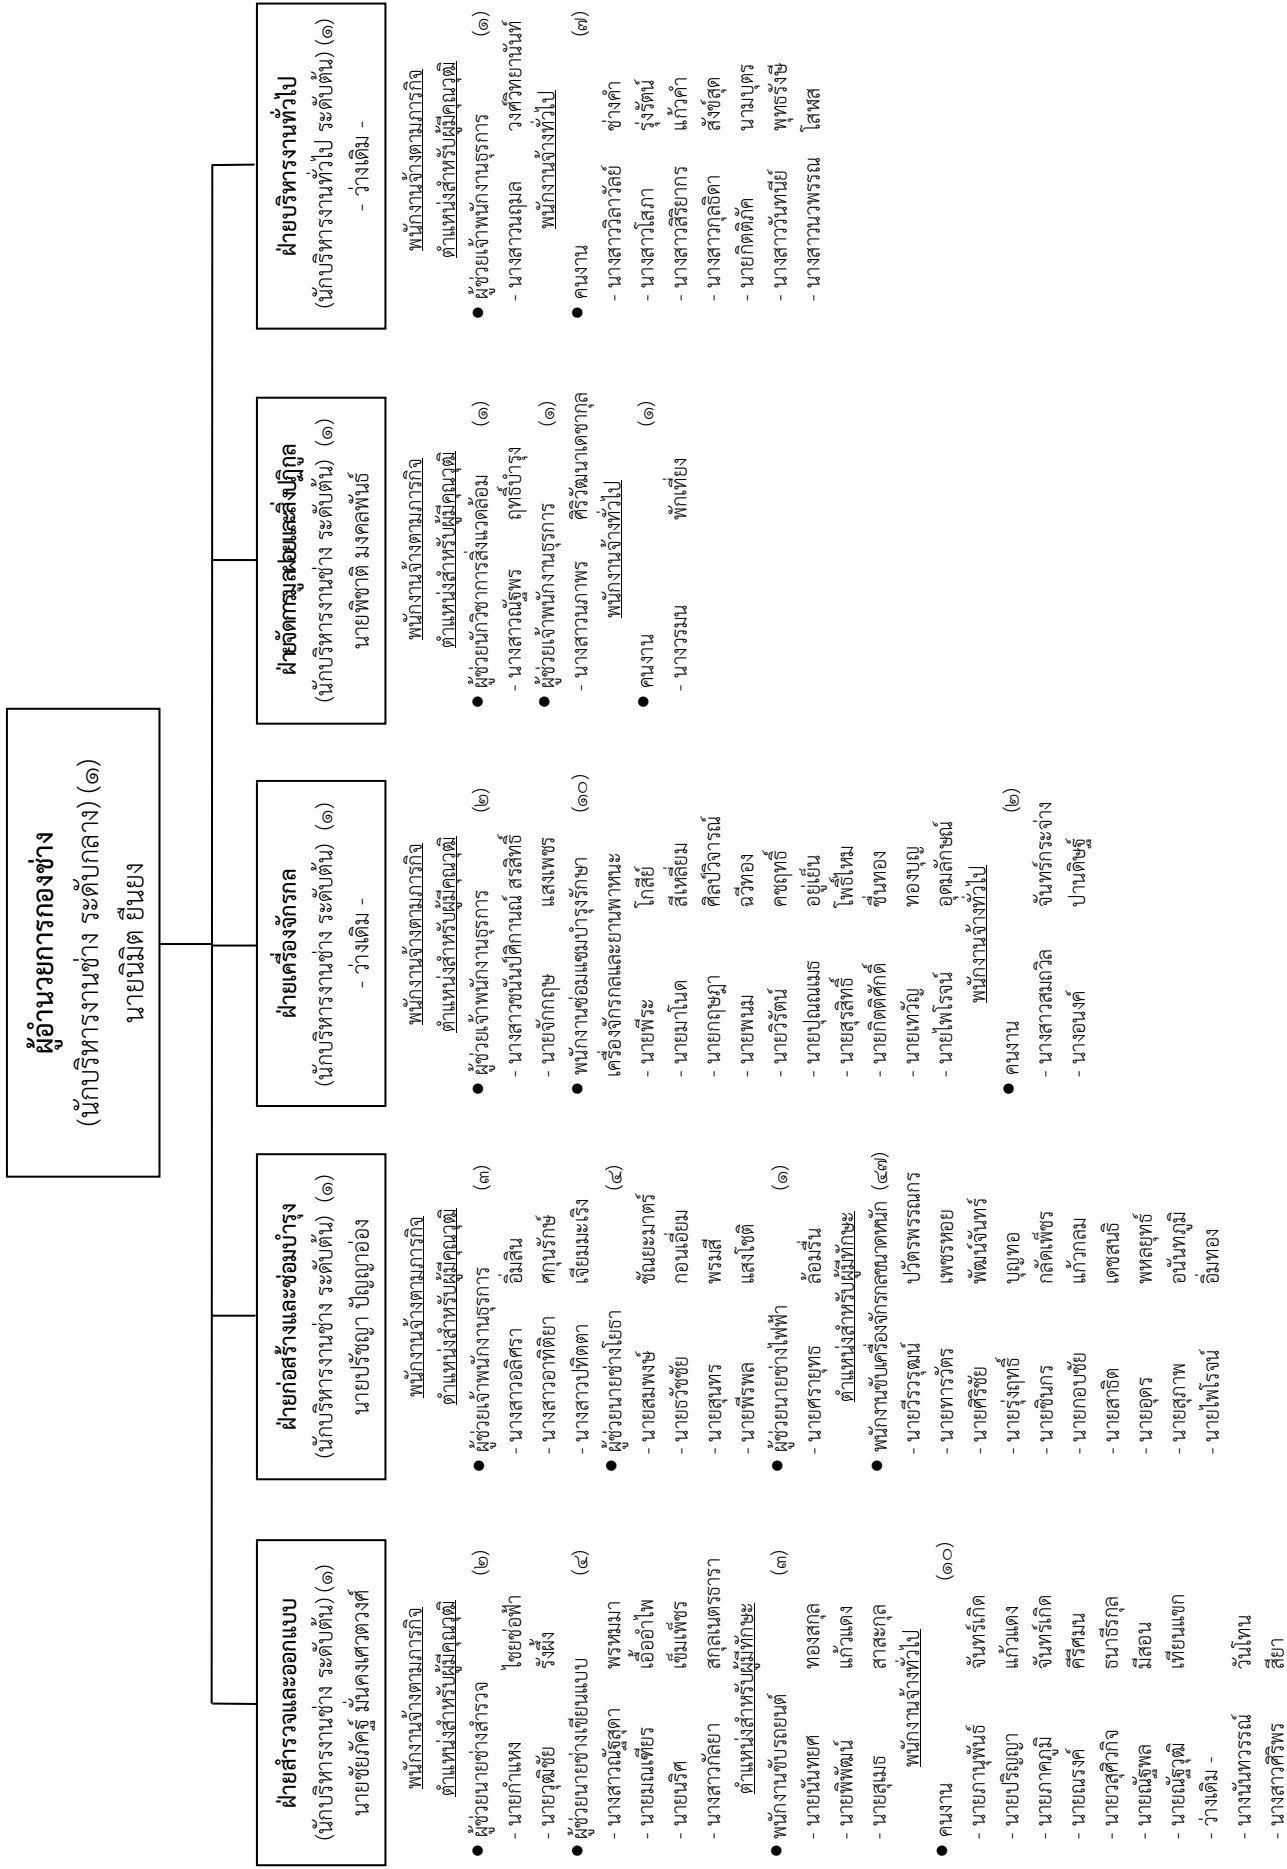 ผู้อำนวยการกองช่าง
(นักบริหารงานช่าง ระดับกลาง) (๑)
นายนิมิต ยืนยง
ฝ่ายสำรวจและออกแบบ
(นักบริหารงานช่าง ระดับต้น) (๑)
นายชัยภัคฐ์ มั่นคงเศวตวงศ์
พนักงานจ้างตามภารกิจ
ตำแหน่งสำหรับผู้มีคุณวุฒิ
● ผู้ช่วยนายช่างสำรวจ (๒)
- นายกำแหง ไชยช่อฟ้า
- นายวุฒิชัย รังผึ้ง
● ผู้ช่วยนายช่างเขียนแบบ (๔)
- นางสาวณัฐสุดา พรหมมา
- นายมณเฑียร เอื้ออำไพ
- นายนริศ เข็มเพ็ชร
- นางสาวกัลยา สกุลเนตรธารา
ตำแหน่งสำหรับผู้มีทักษะ
● พนักงานขับรถยนต์ (๓)
- นายนันทยศ ทองสกุล
- นายพิพัฒน์ แก้วแดง
- นายสุเมธ สาสะกุล
พนักงานจ้างทั่วไป
● คนงาน (๑๐)
- นายภานุพันธ์ จันทร์เกิด
- นายปริญญา แก้วแดง
- นายภาคภูมิ จันทร์เกิด
- นายณรงค์ คีรีศมน
- นายวสุศิวกิจ ธนาธีรกุล
- นายณัฐพล มีสอน
- นายณัฐวุฒิ เทียนแขก
- ว่างเดิม -
- นางนันทวรรณ์ วันโทน
- นางสาวศิริพร สียา
ฝ่ายก่อสร้างและซ่อมบำรุง
(นักบริหารงานช่าง ระดับต้น) (๑)
นายปรัชญา ปัญญาอ่อง
พนักงานจ้างตามภารกิจ
ตำแหน่งสำหรับผู้มีคุณวุฒิ
● ผู้ช่วยเจ้าพนักงานธุรการ (๓)
- นางสาวอลิศรา อิ่มสิน
- นางสาวอาทิติยา ศกุนรักษ์
- นางสาวปทิตตา เจียมมะเริง
● ผู้ช่วยนายช่างโยธา (๔)
- นายสมพงษ์ ชัณยะมาตร์
- นายธวัชชัย กอนเอี่ยม
- นายสุนทร พรมสี
- นายพีรพล แสงโชติ
● ผู้ช่วยนายช่างไฟฟ้า (๑)
- นายศรายุทธ ล้อมรื่น
ตำแหน่งสำหรับผู้มีทักษะ
● พนักงานขับเครื่องจักรกลขนาดหนัก (๔๗)
- นายวีรวรุฒน์ ปวัตรพรรณกร
- นายทารวัตร เพชรหอย
- นายศิริชัย พัฒน์จันทร์
- นายรุ่งฤทธิ์ บุญทอ
- นายชินกร กลัดเพ็ชร
- นายกอบชัย แก้วกลม
- นายสาธิต เดชสนธิ
- นายอุดร พหลยุทธ์
- นายสุภาพ อนันทภูมิ
- นายไพโรจน์ อิ่มทอง
ฝ่ายเครื่องจักรกล
(นักบริหารงานช่าง ระดับต้น) (๑)
- ว่างเดิม -
พนักงานจ้างตามภารกิจ
ตำแหน่งสำหรับผู้มีคุณวุฒิ
● ผู้ช่วยเจ้าพนักงานธุรการ (๒)
- นางสาวชนันป์ศิกานณ์ สรสิทธิ์
- นายจักกฤษ แสงเพชร
● พนักงานซ่อมแซมบำรุงรักษา (๑๐)
เครื่องจักรกลและยานพาหนะ
- นายพีระ โกสีย์
- นายมาโนด สีเหลี่ยม
- นายกฤษฎา ศิลป์วิจารณ์
- นายพนม ฉวีทอง
- นายวิรัตน์ คชฤทธิ์
- นายปุณณเมธ อยู่เย็น
- นายสุรสิทธิ์ โพธิ์ไหม
- นายกิตติศักดิ์ ชื่นทอง
- นายเทวัญ ทองบุญ
- นายไพโรจน์ อุดมลักษณ์
พนักงานจ้างทั่วไป
● คนงาน (๒)
- นางสาวสมถวิล จันทร์กระจ่าง
- นางอนงค์ ปานดิษฐ์
ฝ่ายจัดการมูลฝอยและสิ่งปฏิกูล
(นักบริหารงานช่าง ระดับต้น) (๑)
นายพิชาติ มงคลพันธ์
พนักงานจ้างตามภารกิจ
ตำแหน่งสำหรับผู้มีคุณวุฒิ
● ผู้ช่วยนักวิชาการสิ่งแวดล้อม (๑)
- นางสาวณัฐพร ฤทธิ์บำรุง
● ผู้ช่วยเจ้าพนักงานธุรการ (๑)
- นางสาวนภาพร ศิริวัฒนาเดชากุล
พนักงานจ้างทั่วไป
● คนงาน (๑)
- นางวรมน พักเที่ยง
ฝ่ายบริหารงานทั่วไป
(นักบริหารงานทั่วไป ระดับต้น) (๑)
- ว่างเดิม -
พนักงานจ้างตามภารกิจ
ตำแหน่งสำหรับผู้มีคุณวุฒิ
● ผู้ช่วยเจ้าพนักงานธุรการ (๑)
- นางสาวนฤมล วงศ์วิทยานันท์
พนักงานจ้างทั่วไป
● คนงาน (๗)
- นางสาววิลาวัลย์ ช่างคำ
- นางสาวโสภา รุ่งรัตน์
- นางสาวสิริยากร แก้วคำ
- นางสาวกุลธิดา สังข์สุด
- นายกิตติภัค นามบุตร
- นางสาววันทนีย์ พุทธรังษี
- นางสาวนวพรรณ โสฬส